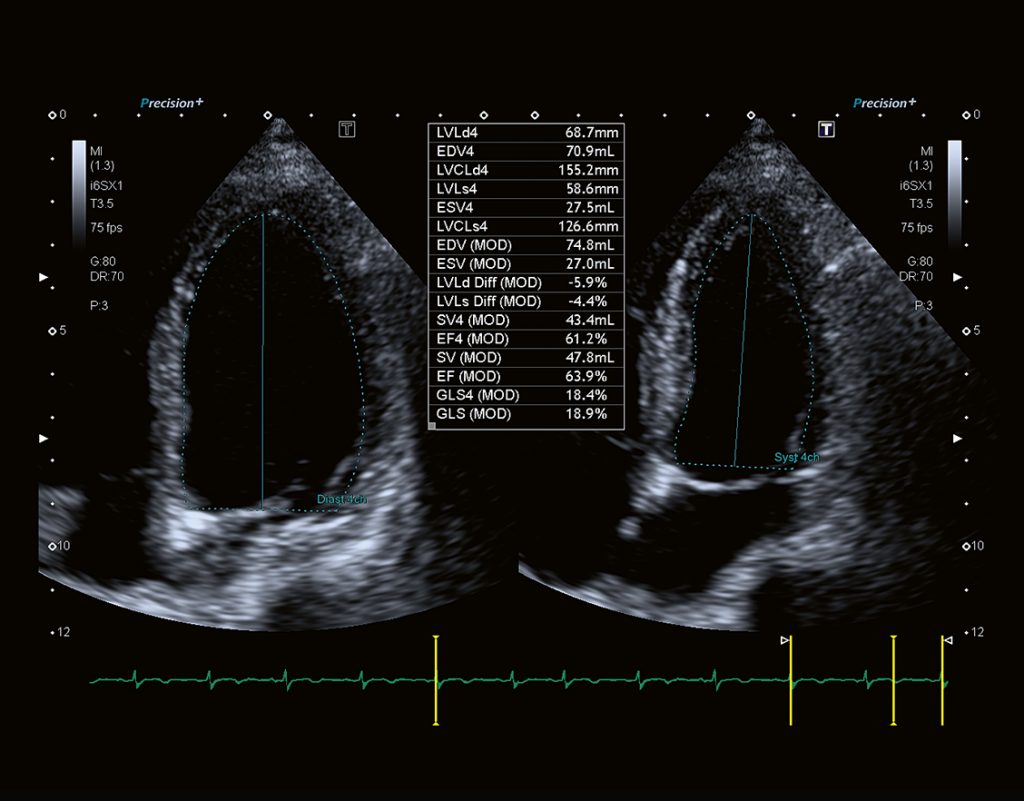 Precision+
Precision+
0
T
T
0
MI
(1.3)
i6SX1
T3.5
75 fps
G:80
DR:70
P:3
5
10
12
LVLd4 68.7mm
EDV4 70.9mL
LVCLd4 155.2mm
LVLs4 58.6mm
ESV4 27.5mL
LVCLs4 126.6mm
EDV (MOD) 74.8mL
ESV (MOD) 27.0mL
LVLd Diff (MOD) -5.9%
LVLs Diff (MOD) -4.4%
SV4 (MOD) 43.4mL
EF4 (MOD) 61.2%
SV (MOD) 47.8mL
EF (MOD) 63.9%
GLS4 (MOD) 18.4%
GLS (MOD) 18.9%
MI
(1.3)
i6SX1
T3.5
75 fps
G:80
DR:70
P:3
5
10
12
Diast 4ch
Syst 4ch